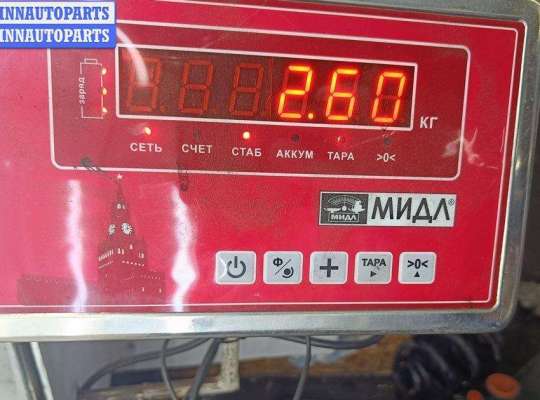 INNAUTOPARTS
INNAUTOPARTS
заряд
2.60
КГ
СЕТЬ СЧЕТ СТАБ АККУМ ТАРА >0<
МИДЛ
МИДЛ®
Ф/ + ТАРА >0<